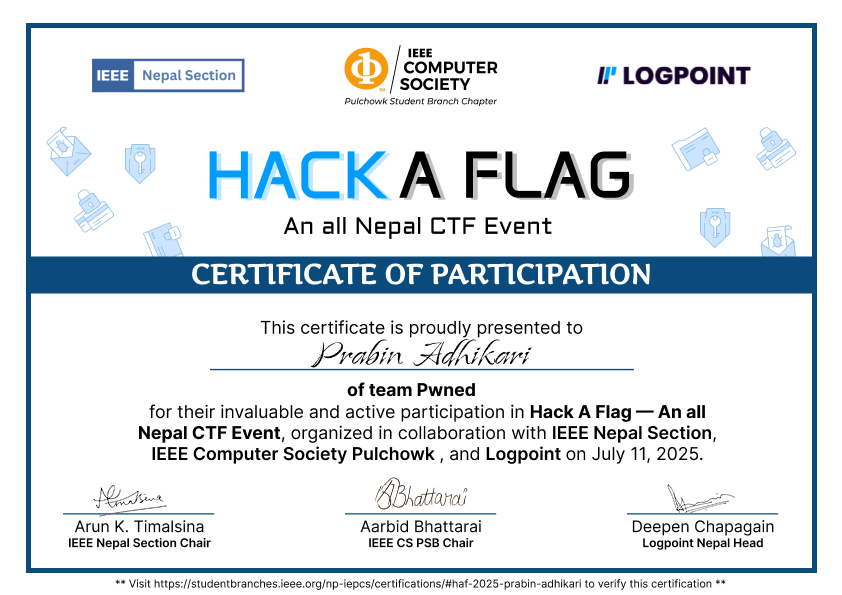 IEEE Nepal Section
IEEE
COMPUTER
SOCIETY
TM
Pulchowk Student Branch Chapter
LOGPOINT
HACK A FLAG
An all Nepal CTF Event
CERTIFICATE OF PARTICIPATION
This certificate is proudly presented to
Prabin Adhikari
of team Pwned
for their invaluable and active participation in Hack A Flag — An all
Nepal CTF Event, organized in collaboration with IEEE Nepal Section,
IEEE Computer Society Pulchowk , and Logpoint on July 11, 2025.
ABhattarai
Arun K. Timalsina
IEEE Nepal Section Chair
Aarbid Bhattarai
IEEE CS PSB Chair
Deepen Chapagain
Logpoint Nepal Head
** Visit https://studentbranches.ieee.org/np-iepcs/certifications/#haf-2025-prabin-adhikari to verify this certification **